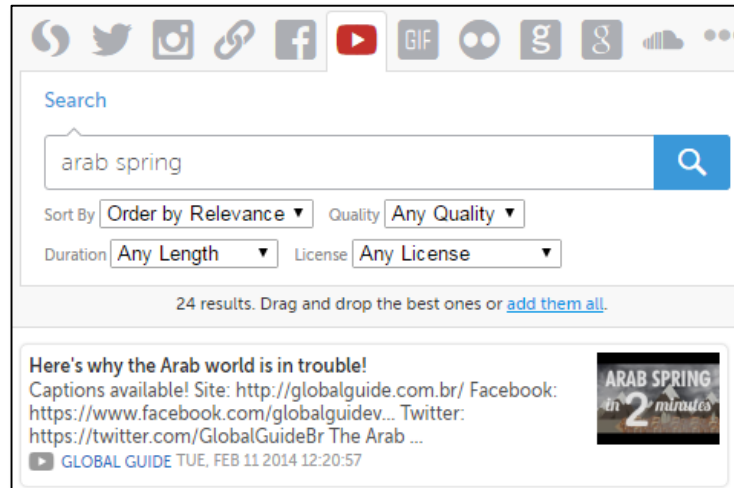 GIF
Search
arab spring
Sort By Order by Relevance Quality Any Quality
Duration Any Length License Any License
24 results. Drag and drop the best ones or add them all.
Here's why the Arab world is in trouble!
Captions available! Site: http://globalguide.com.br/ Facebook:
https://www.facebook.com/globalguidev... Twitter:
https://twitter.com/GlobalGuideBr The Arab ...
GLOBAL GUIDE TUE, FEB 11 2014 12:20:57
ARAB SPRING
in 2 minutes